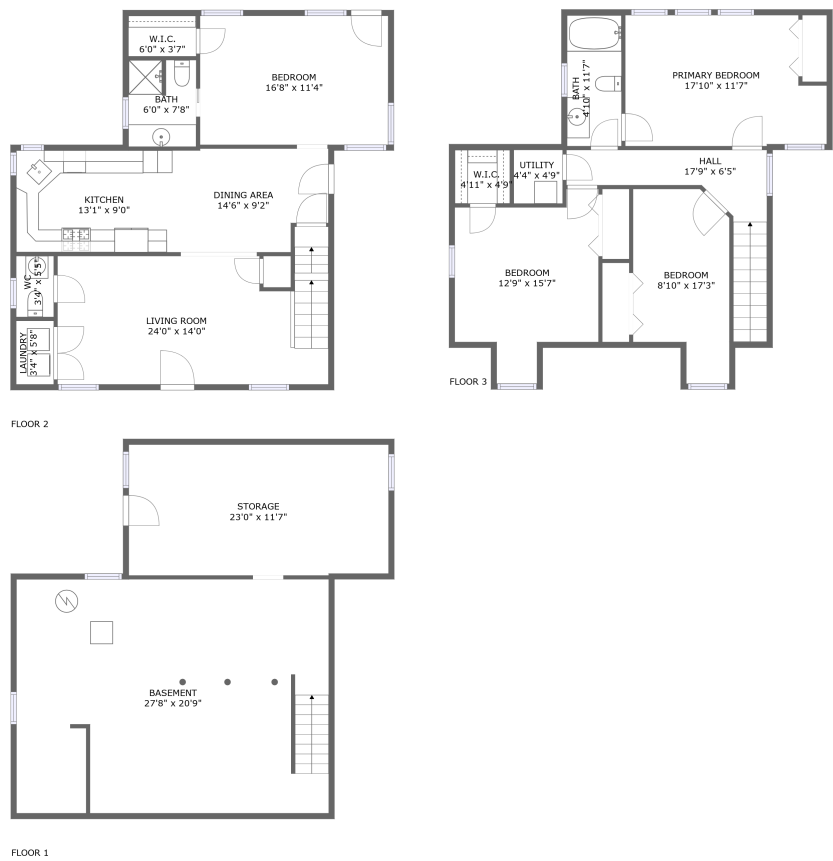 W.I.C.
6'0" x 3'7"
BEDROOM
16'8" x 11'4"
BATH
6'0" x 7'8"
KITCHEN
13'1" x 9'0"
DINING AREA
14'6" x 9'2"
WC
3'4" x 5'5"
LIVING ROOM
24'0" x 14'0"
LAUNDRY
3'4" x 5'8"
FLOOR 2
BATH
4'10" x 11'7"
PRIMARY BEDROOM
17'10" x 11'7"
W.I.C.
4'11" x 4'9"
UTILITY
4'4" x 4'9"
HALL
17'9" x 6'5"
BEDROOM
12'9" x 15'7"
BEDROOM
8'10" x 17'3"
FLOOR 3
STORAGE
23'0" x 11'7"
BASEMENT
27'8" x 20'9"
FLOOR 1